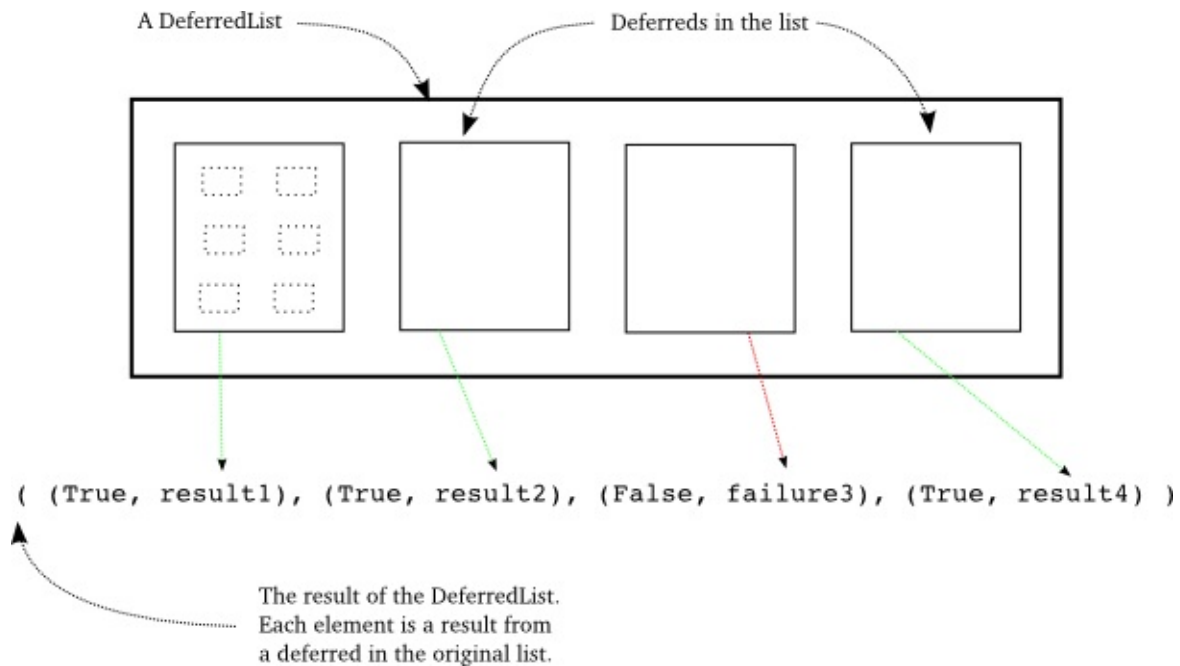 A DeferredList
Deferreds in the list
( (True, result1), (True, result2), (False, failure3), (True, result4) )
The result of the DeferredList.
Each element is a result from
a deferred in the original list.